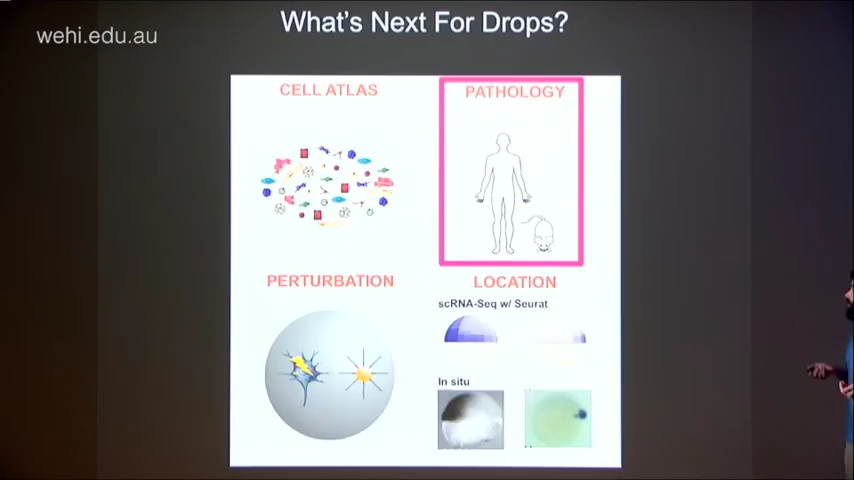 What's Next For Drops?
wehi.edu.au
CELL ATLAS
PATHOLOGY
PERTURBATION
LOCATION
scRNA-Seq w/ Seurat
In situ